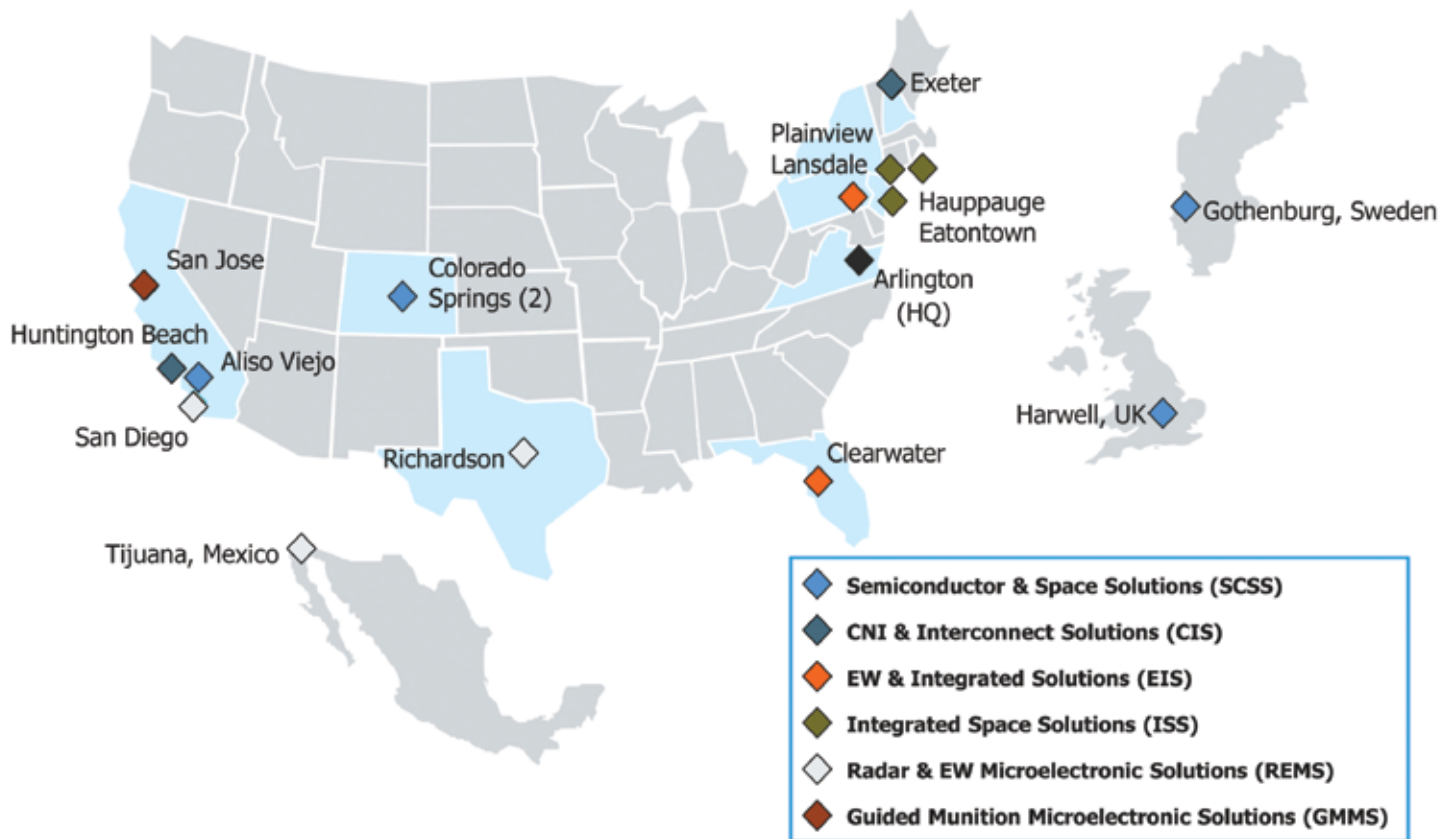 Exeter
Plainview
Lansdale
Hauppauge
Eatontown
Gothenburg, Sweden
San Jose
Colorado
Springs (2)
Arlington
(HQ)
Huntington Beach
Aliso Viejo
San Diego
Richardson
Clearwater
Harwell, UK
Tijuana, Mexico
Semiconductor & Space Solutions (SCSS)
CNI & Interconnect Solutions (CIS)
EW & Integrated Solutions (EIS)
Integrated Space Solutions (ISS)
Radar & EW Microelectronic Solutions (REMS)
Guided Munition Microelectronic Solutions (GMMS)